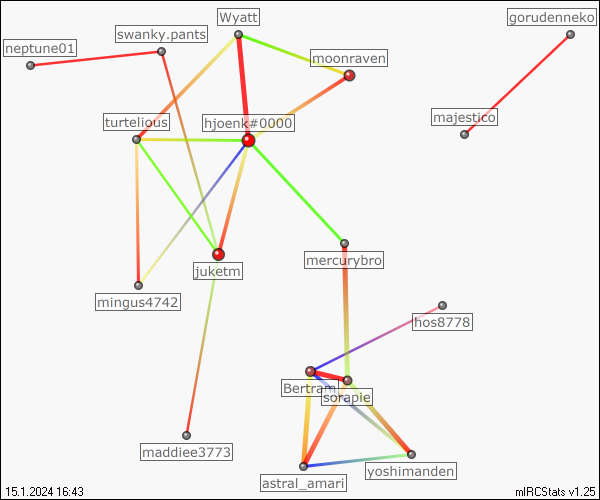 Wyatt
gorudenneko
swanky.pants
neptune01
moonraven
majestico
turtelious
hjoenk#0000
mercurybro
juketm
mingus4742
hos8778
Bertram
sorapie
maddiee3773
yoshimanden
astral_amari
15.1.2024 16:43
mIRCStats v1.25